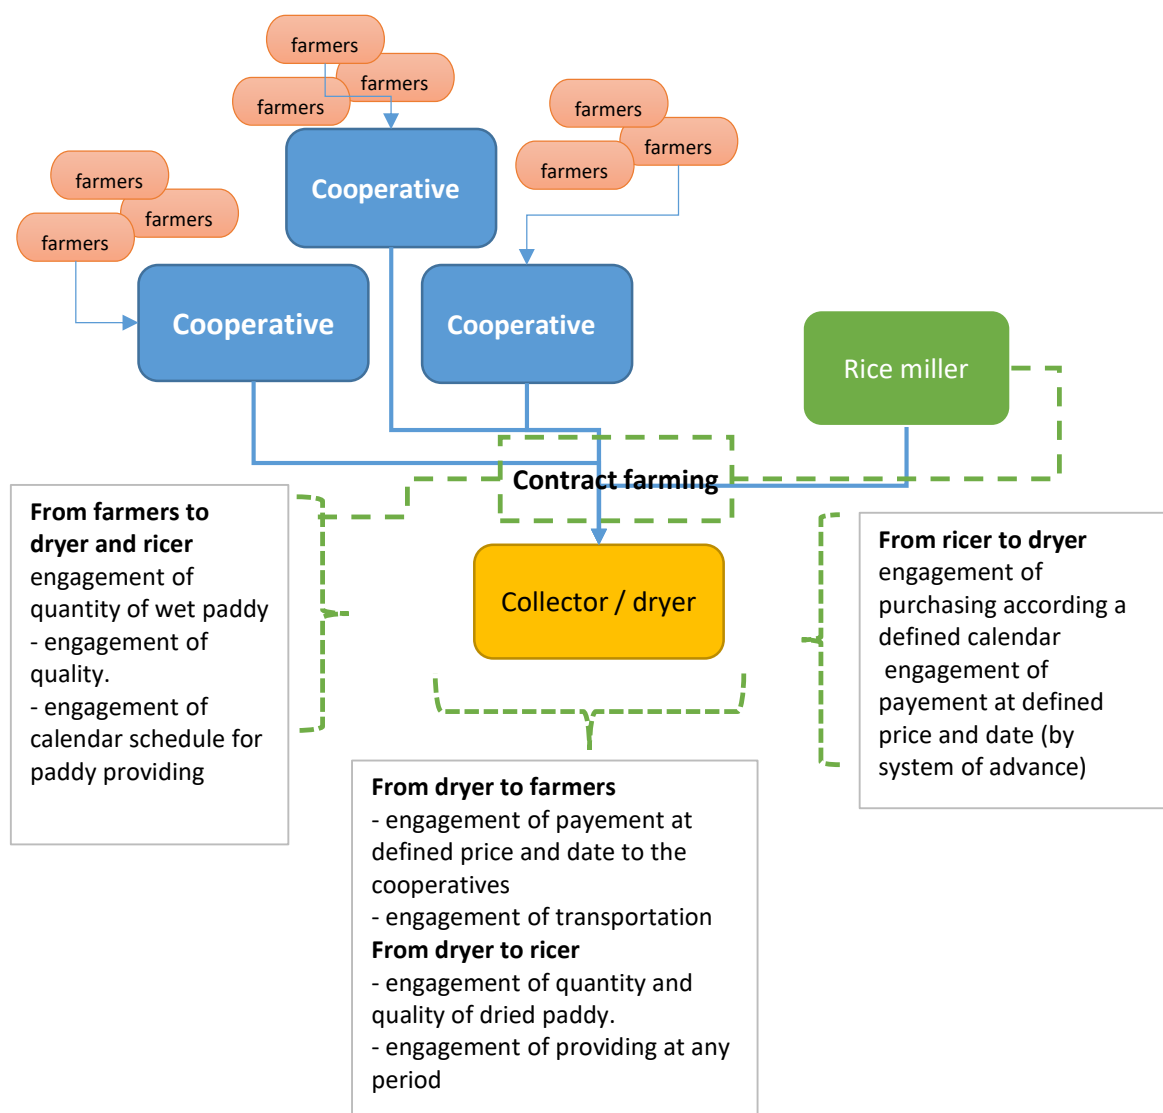 farmers
farmers
farmers
farmers
farmers
farmers
farmers
farmers
farmers
Cooperative
Cooperative
Cooperative
Rice miller
Contract farming
Collector / dryer
From farmers to
dryer and ricer
engagement of
quantity of wet paddy
- engagement of
quality.
- engagement of
calendar schedule for
paddy providing
From ricer to dryer
engagement of
purchasing according a
defined calendar
engagement of
payement at defined
price and date (by
system of advance)
From dryer to farmers
- engagement of payement at
defined price and date to the
cooperatives
- engagement of transportation
From dryer to ricer
- engagement of quantity and
quality of dried paddy.
- engagement of providing at any
period